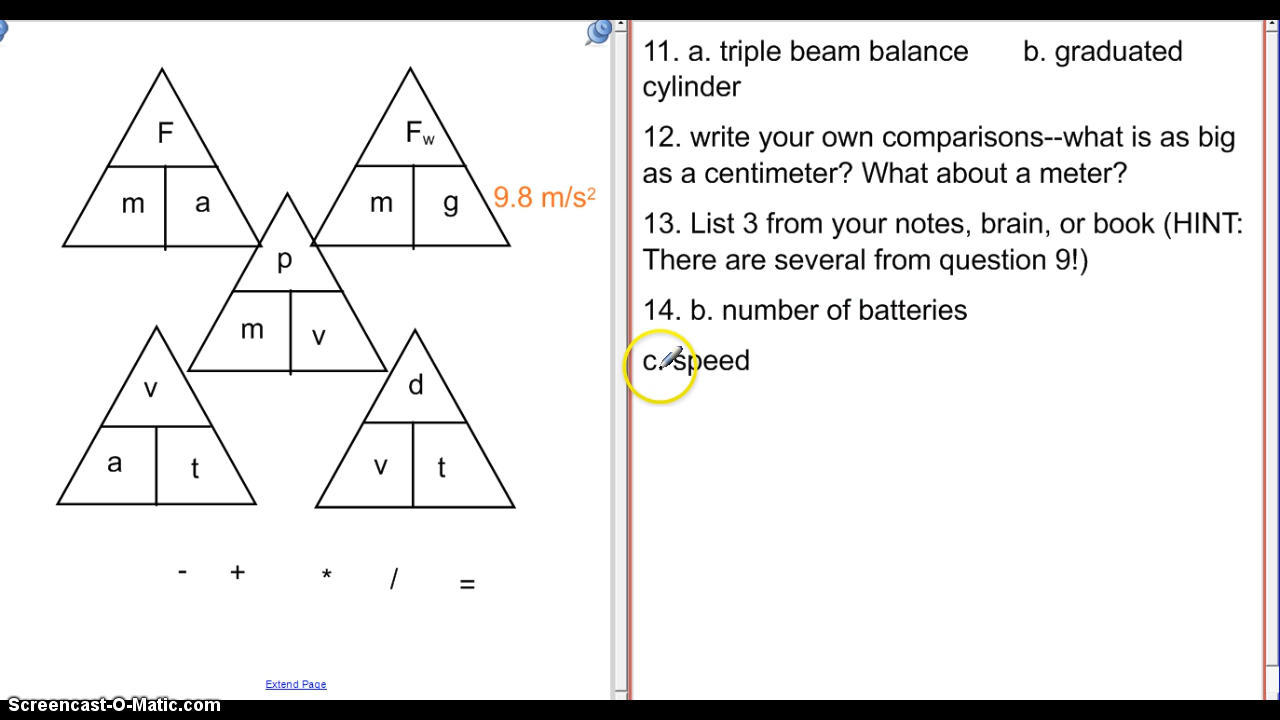 F
m a
Fw
m g 9.8 m/s²
p
m v
v
a t
d
v t
- + * / =
Extend Page
11. a. triple beam balance b. graduated
cylinder
12. write your own comparisons--what is as big
as a centimeter? What about a meter?
13. List 3 from your notes, brain, or book (HINT:
There are several from question 9!)
14. b. number of batteries
c. speed
Screencast-O-Matic.com